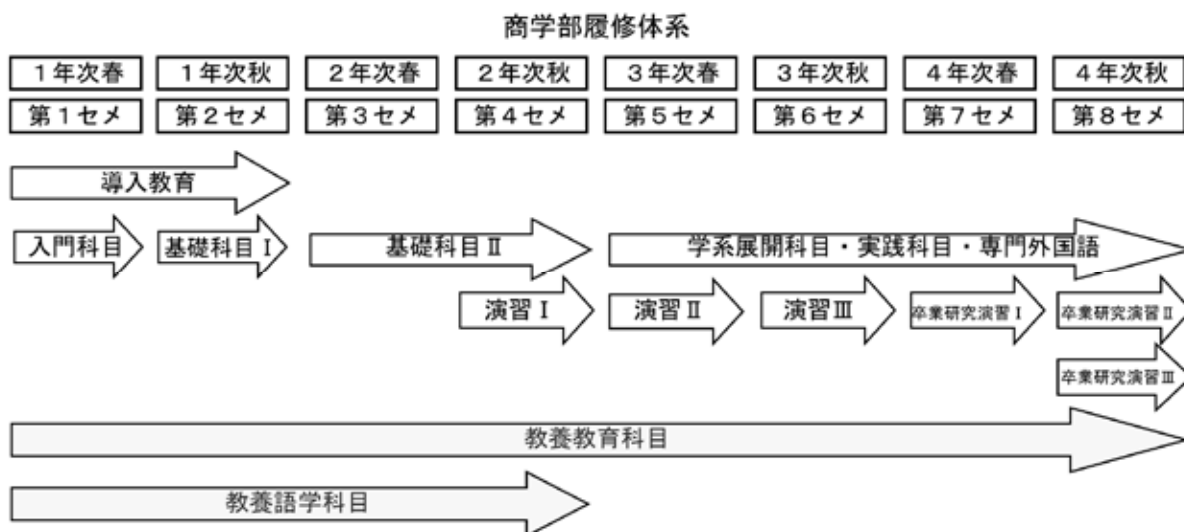 商学部履修体系
1年次春 1年次秋 2年次春 2年次秋 3年次春 3年次秋 4年次春 4年次秋
第1セメ 第2セメ 第3セメ 第4セメ 第5セメ 第6セメ 第7セメ 第8セメ
導入教育
入門科目 基礎科目Ⅰ 基礎科目Ⅱ 学系展開科目・実践科目・専門外国語
演習Ⅰ 演習Ⅱ 演習Ⅲ 卒業研究演習Ⅰ 卒業研究演習Ⅱ
卒業研究演習Ⅲ
教養教育科目
教養語学科目